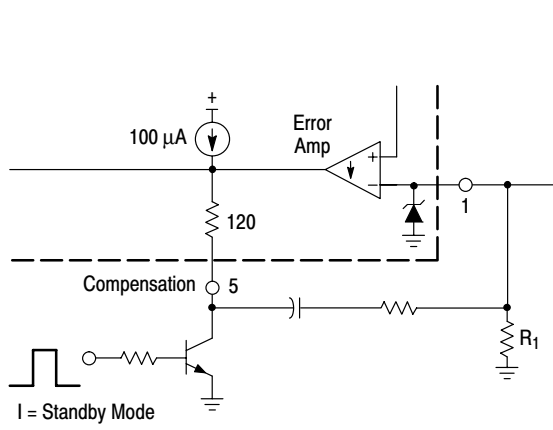 +
100 µA
Error
Amp
+
−
1
120
Compensation
5
R1
I = Standby Mode